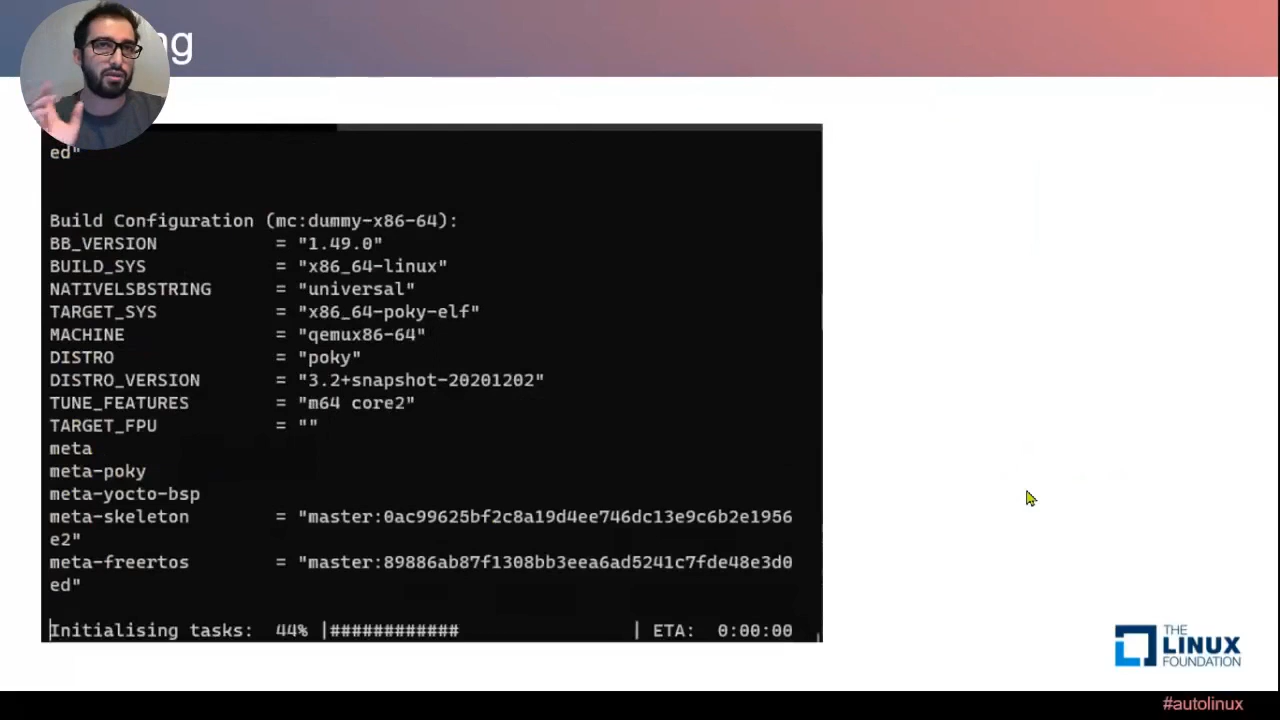 ng
ed"
Build Configuration (mc:dummy-x86-64):
BB_VERSION = "1.49.0"
BUILD_SYS = "x86_64-linux"
NATIVELSBSTRING = "universal"
TARGET_SYS = "x86_64-poky-elf"
MACHINE = "qemux86-64"
DISTRO = "poky"
DISTRO_VERSION = "3.2+snapshot-20201202"
TUNE_FEATURES = "m64 core2"
TARGET_FPU = ""
meta
meta-poky
meta-yocto-bsp
meta-skeleton = "master:0ac99625bf2c8a19d4ee746dc13e9c6b2e1956
e2"
meta-freertos = "master:89886ab87f1308bb3eea6ad5241c7fde48e3d0
ed"
Initialising tasks: 44% |############ | ETA: 0:00:00
THE
LINUX
FOUNDATION
#autolinux